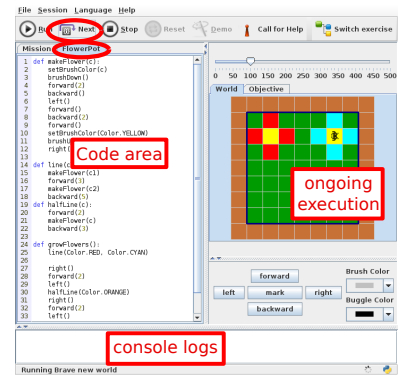 File Session Language Help
Run Next Stop Reset Demo Call for Help Switch exercise
Mission FlowerPot
1 def makeFlower(c):
2 setBrushColor(c)
3 brushDown()
4 forward(2)
5 backward()
6 left()
7 forward()
8 backward(2)
9 forward()
10 setBrushColor(Color.YELLOW)
11
12
13
14
15 makeFlower(c1)
16 forward(3)
17 makeFlower(c2)
18 backward(5)
19 def halfLine(c):
20 forward(2)
21 makeFlower(c)
22 backward(3)
23
24 def growFlowers():
25 line(Color.RED, Color.CYAN)
26
27 right()
28 forward(2)
29 left()
30 halfLine(Color.ORANGE)
31 right()
32 forward(2)
33 left()
Code area
0 50 100 150 200 250 300 350 400 450 500
World Objective
ongoing
execution
forward
left mark right
backward
Brush Color
Buggle Color
console logs
Running Brave new world